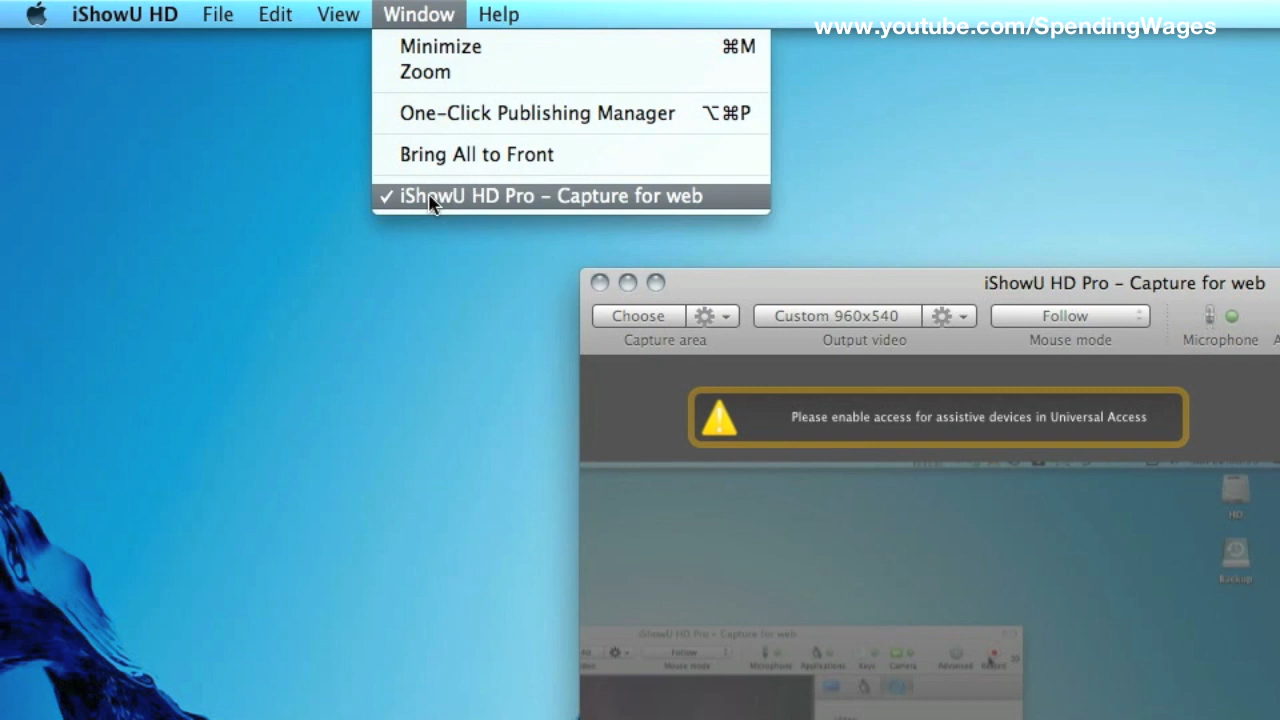 iShowU HD File Edit View Window Help
www.youtube.com/SpendingWages
Minimize ⌘M
Zoom
One-Click Publishing Manager ⌥⌘P
Bring All to Front
✓ iShowU HD Pro – Capture for web
iShowU HD Pro – Capture for web
Choose Custom 960x540 Follow
Capture area Output video Mouse mode Microphone
Please enable access for assistive devices in Universal Access
HD
Backup
iShowU HD Pro – Capture for web
Follow
Mouse mode Microphone Applications Keys Camera Advanced Record